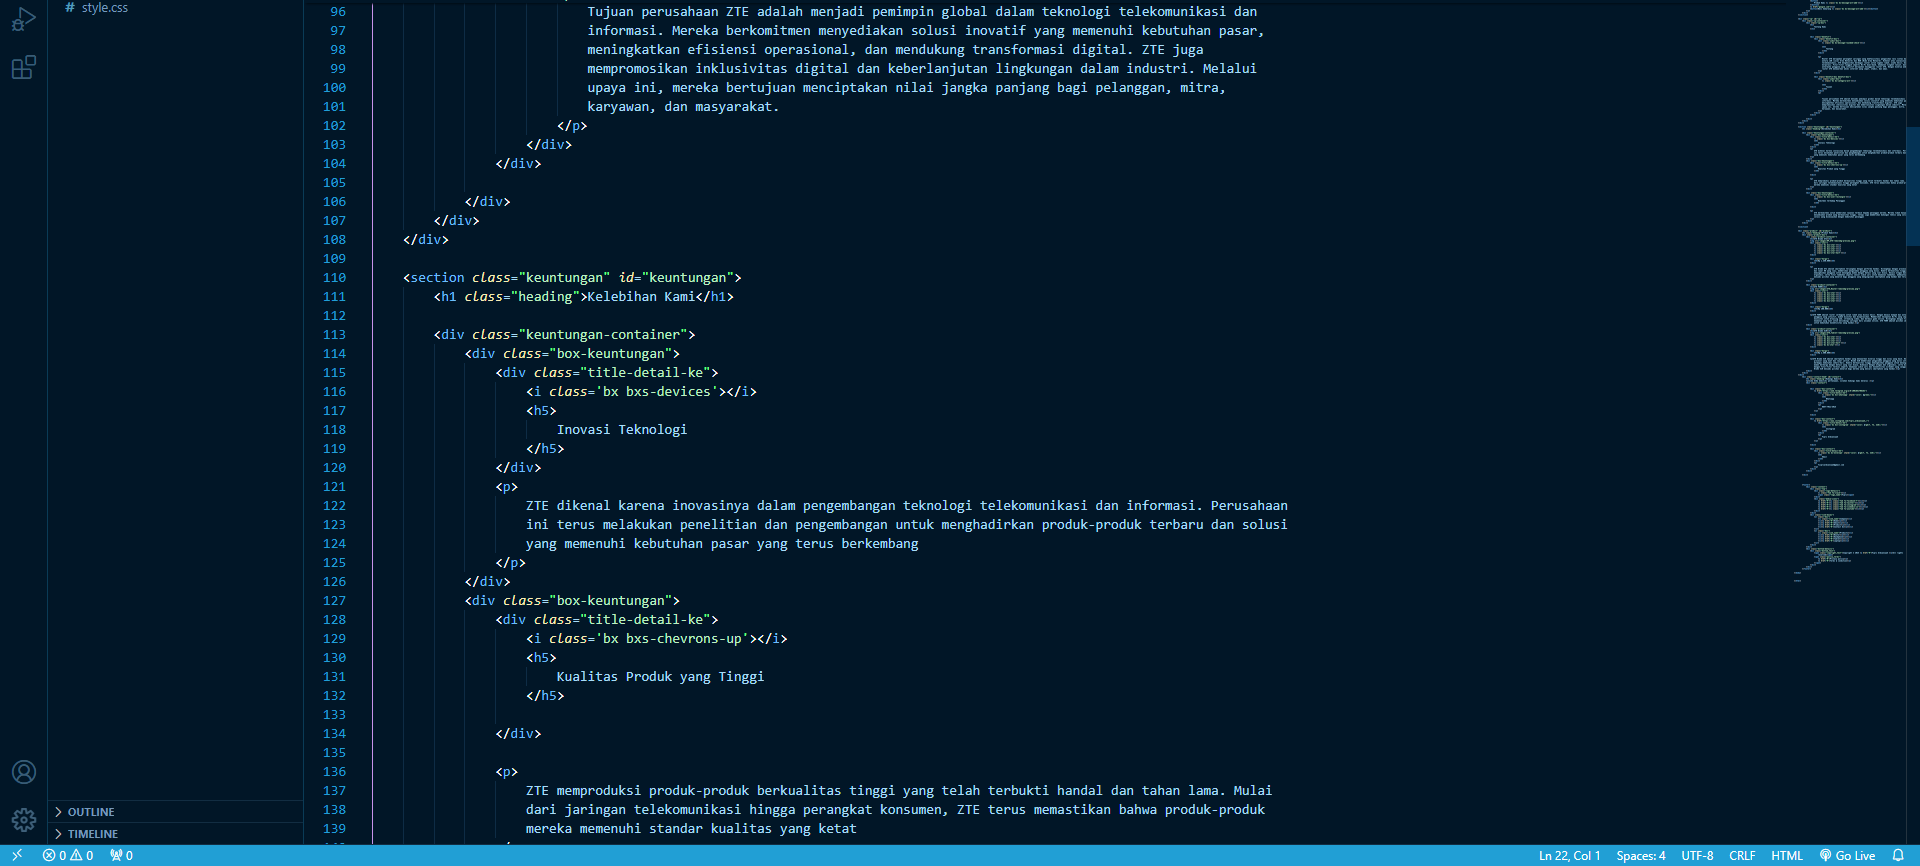 # style.css
96 Tujuan perusahaan ZTE adalah menjadi pemimpin global dalam teknologi telekomunikasi dan
97 informasi. Mereka berkomitmen menyediakan solusi inovatif yang memenuhi kebutuhan pasar,
98 meningkatkan efisiensi operasional, dan mendukung transformasi digital. ZTE juga
99 mempromosikan inklusivitas digital dan keberlanjutan lingkungan dalam industri. Melalui
100 upaya ini, mereka bertujuan menciptakan nilai jangka panjang bagi pelanggan, mitra,
101 karyawan, dan masyarakat.
102 </p>
103 </div>
104 </div>
105
106 </div>
107 </div>
108 </div>
109
110 <section class="keuntungan" id="keuntungan">
111 <h1 class="heading">Kelebihan Kami</h1>
112
113 <div class="keuntungan-container">
114 <div class="box-keuntungan">
115 <div class="title-detail-ke">
116 <i class='bx bxs-devices'></i>
117 <h5>
118 Inovasi Teknologi
119 </h5>
120 </div>
121 <p>
122 ZTE dikenal karena inovasinya dalam pengembangan teknologi telekomunikasi dan informasi. Perusahaan
123 ini terus melakukan penelitian dan pengembangan untuk menghadirkan produk-produk terbaru dan solusi
124 yang memenuhi kebutuhan pasar yang terus berkembang
125 </p>
126 </div>
127 <div class="box-keuntungan">
128 <div class="title-detail-ke">
129 <i class='bx bxs-chevrons-up'></i>
130 <h5>
131 Kualitas Produk yang Tinggi
132 </h5>
133
134 </div>
135
136 <p>
137 ZTE memproduksi produk-produk berkualitas tinggi yang telah terbukti handal dan tahan lama. Mulai
138 dari jaringan telekomunikasi hingga perangkat konsumen, ZTE terus memastikan bahwa produk-produk
139 mereka memenuhi standar kualitas yang ketat
OUTLINE
TIMELINE
0 0 0 Ln 22, Col 1 Spaces: 4 UTF-8 CRLF HTML Go Live